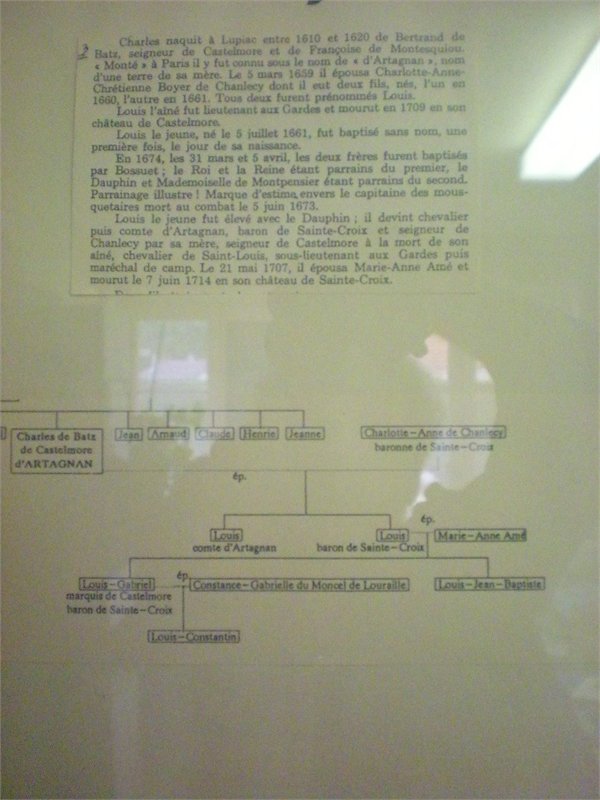 Charles naquit à Lupiac entre 1610 et 1620 de Bertrand de
Batz, seigneur de Castelmore et de Françoise de Montesquiou.
« Monté » à Paris il y fut connu sous le nom de « d'Artagnan », nom
d'une terre de sa mère. Le 5 mars 1659 il épousa Charlotte-Anne-
Chrétienne Boyer de Chanlecy dont il eut deux fils, nés, l'un en
1660, l'autre en 1661. Tous deux furent prénommés Louis.
Louis l'aîné fut lieutenant aux Gardes et mourut en 1709 en son
château de Castelmore.
Louis le jeune, né le 5 juillet 1661, fut baptisé sans nom, une
première fois, le jour de sa naissance.
En 1674, les 31 mars et 5 avril, les deux frères furent baptisés
par Bossuet ; le Roi et la Reine étant parrains du premier, le
Dauphin et Mademoiselle de Montpensier étant parrains du second.
Parrainage illustre ! Marque d'estime envers le capitaine des mous-
quetaires mort au combat le 5 juin 1673.
Louis le jeune fut élevé avec le Dauphin ; il devint chevalier
puis comte d'Artagnan, baron de Sainte-Croix et seigneur de
Chanlecy par sa mère, seigneur de Castelmore à la mort de son
aîné, chevalier de Saint-Louis, sous-lieutenant aux Gardes puis
maréchal de camp. Le 21 mai 1707, il épousa Marie-Anne Amé et
mourut le 7 juin 1714 en son château de Sainte-Croix.
Charles de Batz
de Castelmore
d'ARTAGNAN
Jean
Arnaud
Claude
Henrie
Jeanne
Charlotte-Anne de Chanlecy
baronne de Sainte-Croix
ép.
Louis
comte d'Artagnan
Louis
baron de Sainte-Croix
ép.
Marie-Anne Amé
Louis-Gabriel
marquis de Castelmore
baron de Sainte-Croix
ép.
Constance-Gabrielle du Moncel de Louraille
Louis-Jean-Baptiste
Louis-Constantin